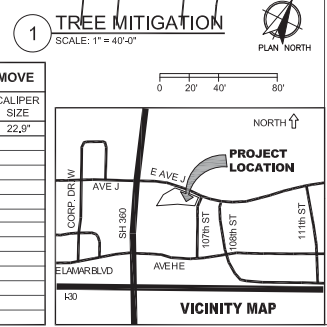 1
TREE MITIGATION
SCALE: 1" = 40'-0"
PLAN NORTH
MOVE
CALIPER
SIZE
22.9"
0 20' 40' 80'
NORTH
PROJECT
LOCATION
E AVE J
AVE J
CORP. DR. W
SH 360
107th ST
108th ST
111th ST
ELAMAR BLVD
AVE H E
I-30
VICINITY MAP